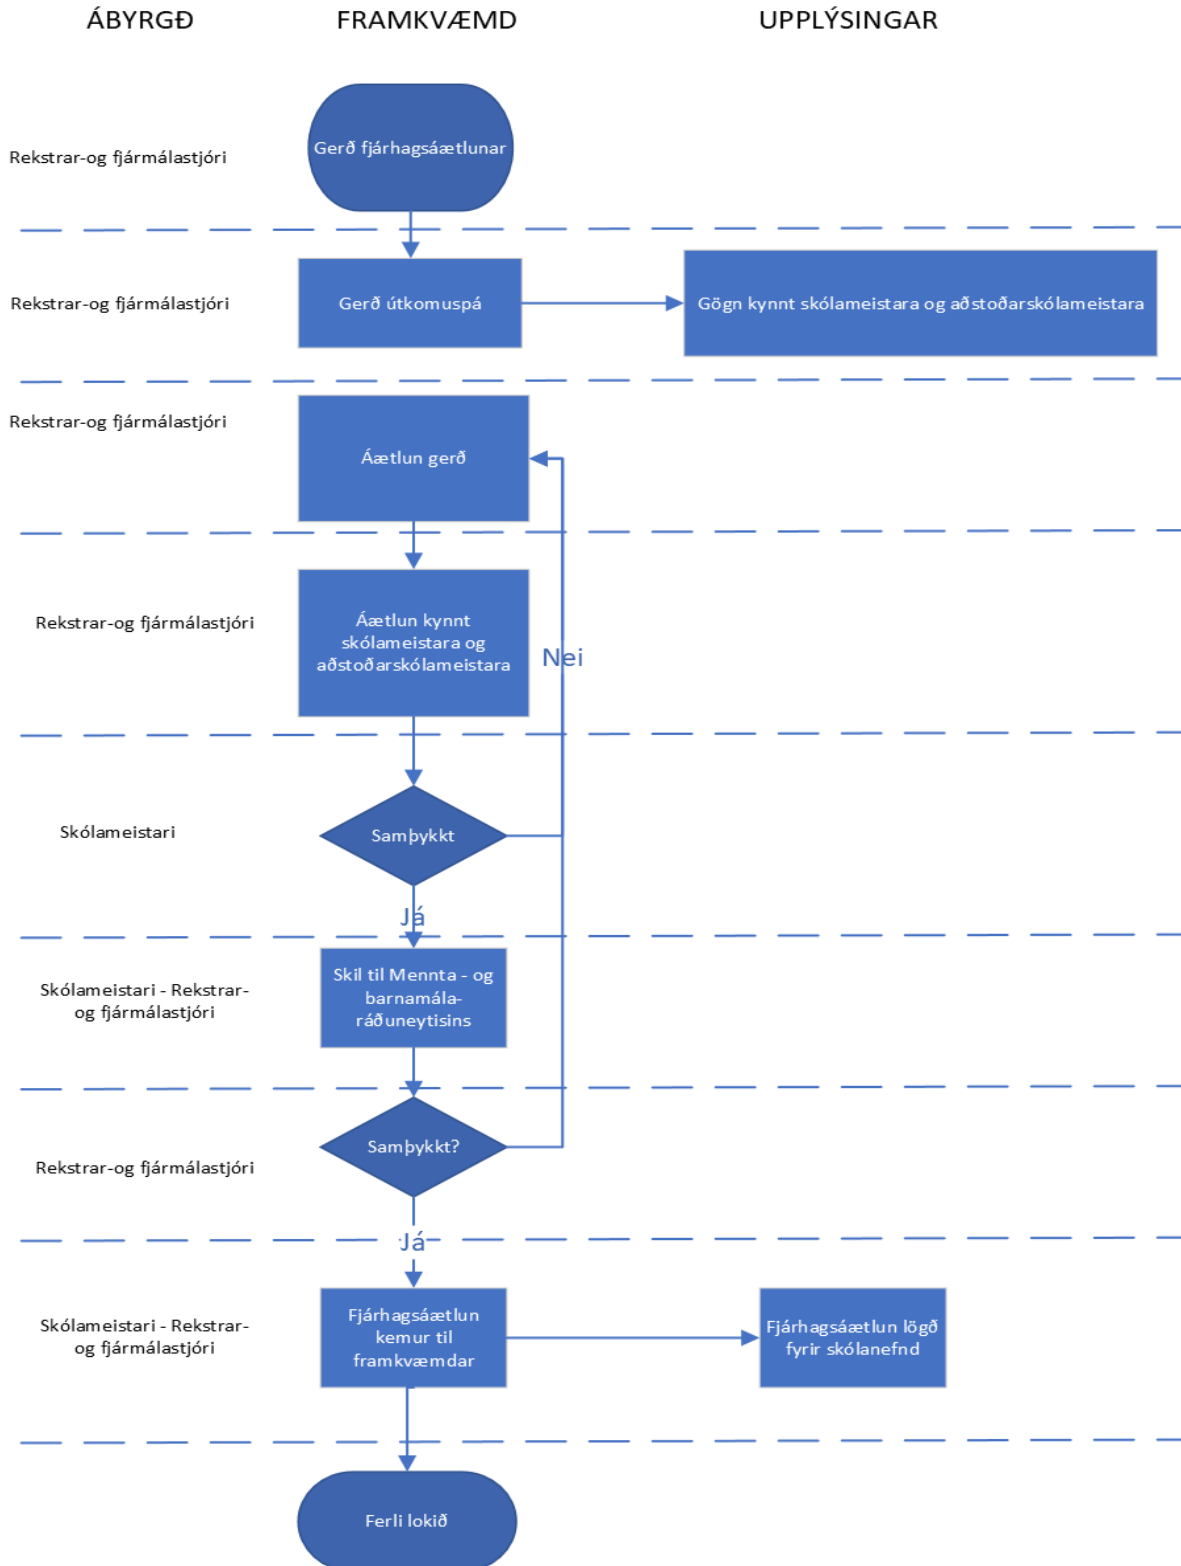 ÁBYRGÐ
FRAMKVÆMD
UPPLÝSINGAR
Rekstrar-og fjármálastjóri
Gerð fjárhagsáætlunar
Rekstrar-og fjármálastjóri
Gerð útkomuspá
Gögn kynnt skólameistara og aðstoðarskólameistara
Rekstrar-og fjármálastjóri
Áætlun gerð
Rekstrar-og fjármálastjóri
Áætlun kynnt
skólameistara og
aðstoðarskólameistara
Nei
Skólameistari
Samþykkt
Já
Skólameistari - Rekstrar-
og fjármálastjóri
Skil til Mennta - og
barnamála-
ráðuneytisins
Rekstrar-og fjármálastjóri
Samþykkt?
Já
Skólameistari - Rekstrar-
og fjármálastjóri
Fjárhagsáætlun
kemur til
framkvæmdar
Fjárhagsáætlun lögð
fyrir skólanefnd
Ferli lokið